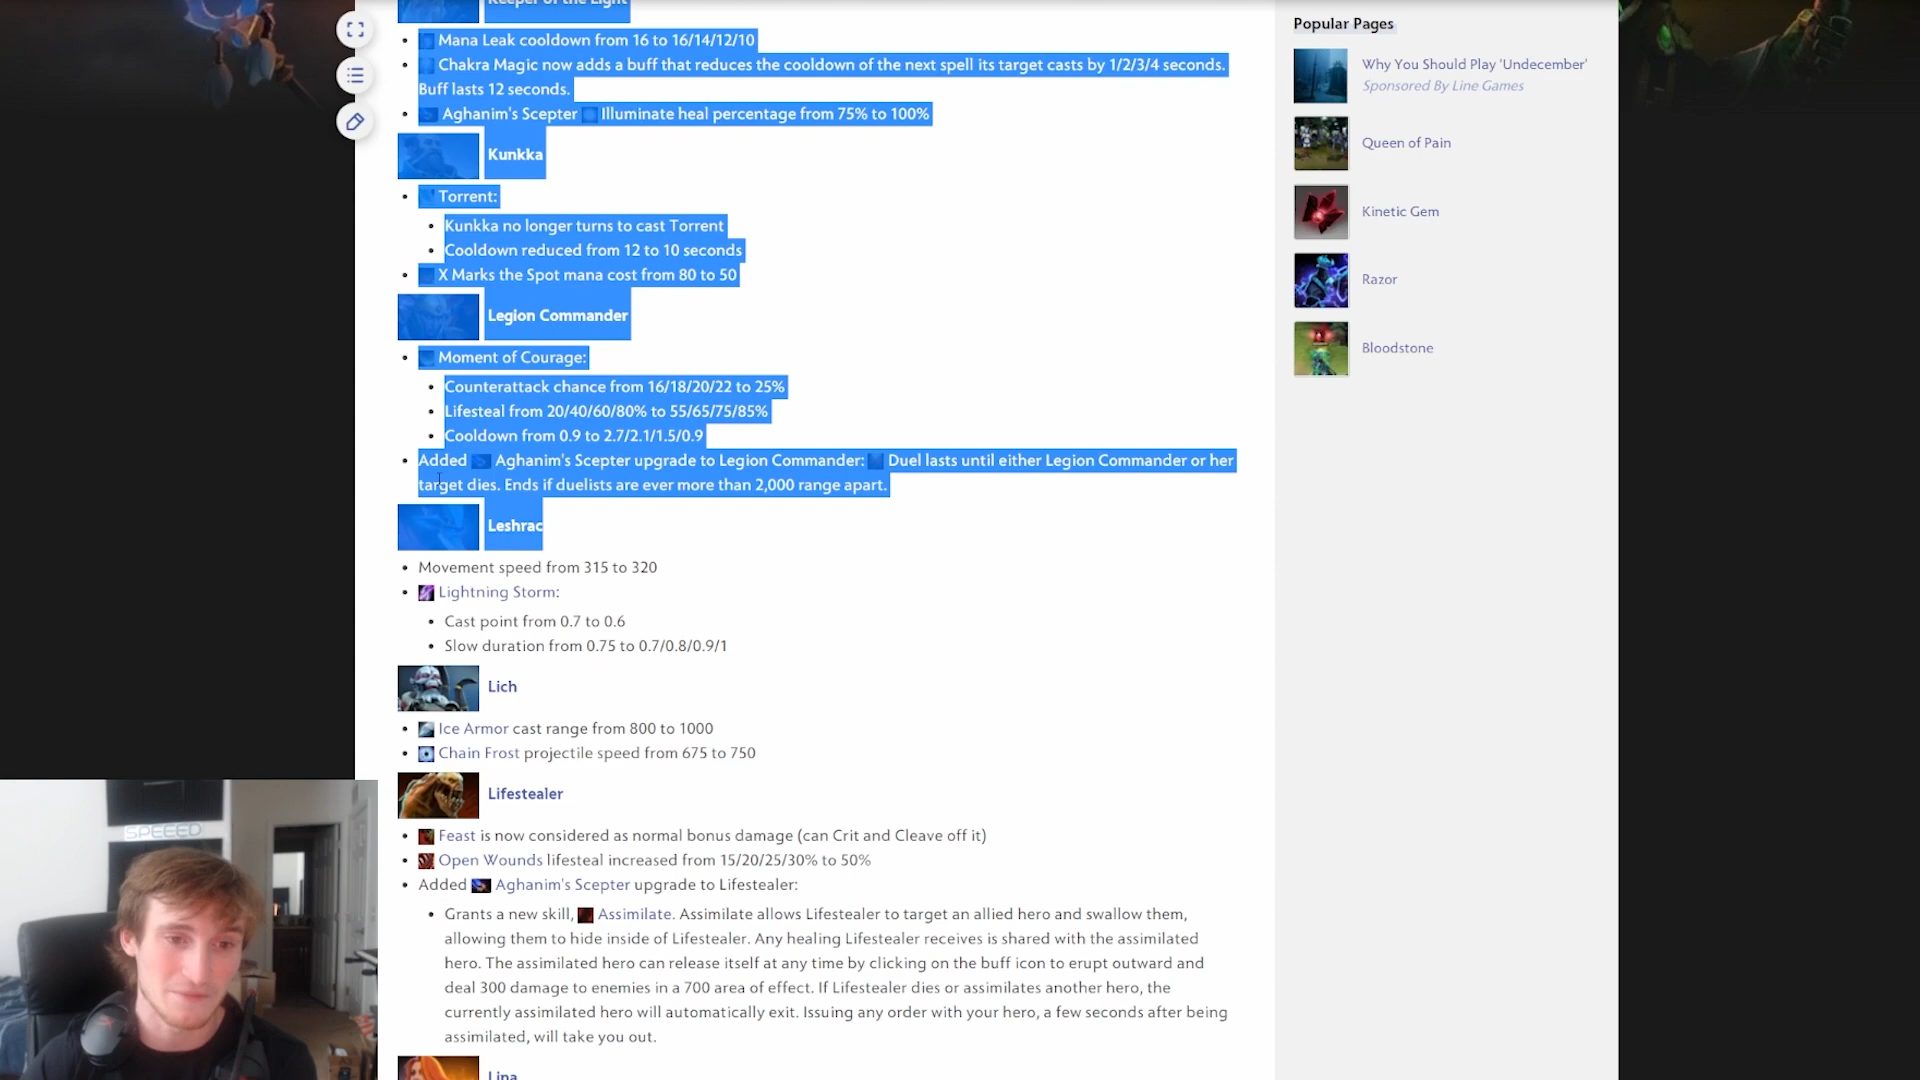 Keeper of the Light
Mana Leak cooldown from 16 to 16/14/12/10
Chakra Magic now adds a buff that reduces the cooldown of the next spell its target casts by 1/2/3/4 seconds.
Buff lasts 12 seconds.
Aghanim's Scepter Illuminate heal percentage from 75% to 100%
Kunkka
Torrent:
Kunkka no longer turns to cast Torrent
Cooldown reduced from 12 to 10 seconds
X Marks the Spot mana cost from 80 to 50
Legion Commander
Moment of Courage:
Counterattack chance from 16/18/20/22 to 25%
Lifesteal from 20/40/60/80% to 55/65/75/85%
Cooldown from 0.9 to 2.7/2.1/1.5/0.9
Added Aghanim's Scepter upgrade to Legion Commander: Duel lasts until either Legion Commander or her
target dies. Ends if duelists are ever more than 2,000 range apart.
Leshrac
Movement speed from 315 to 320
Lightning Storm:
Cast point from 0.7 to 0.6
Slow duration from 0.75 to 0.7/0.8/0.9/1
Lich
Ice Armor cast range from 800 to 1000
Chain Frost projectile speed from 675 to 750
Lifestealer
Feast is now considered as normal bonus damage (can Crit and Cleave off it)
Open Wounds lifesteal increased from 15/20/25/30% to 50%
Added Aghanim's Scepter upgrade to Lifestealer:
Grants a new skill, Assimilate. Assimilate allows Lifestealer to target an allied hero and swallow them,
allowing them to hide inside of Lifestealer. Any healing Lifestealer receives is shared with the assimilated
hero. The assimilated hero can release itself at any time by clicking on the buff icon to erupt outward and
deal 300 damage to enemies in a 700 area of effect. If Lifestealer dies or assimilates another hero, the
currently assimilated hero will automatically exit. Issuing any order with your hero, a few seconds after being
assimilated, will take you out.
Lina
Popular Pages
Why You Should Play 'Undecember'
Sponsored By Line Games
Queen of Pain
Kinetic Gem
Razor
Bloodstone
SPEEED